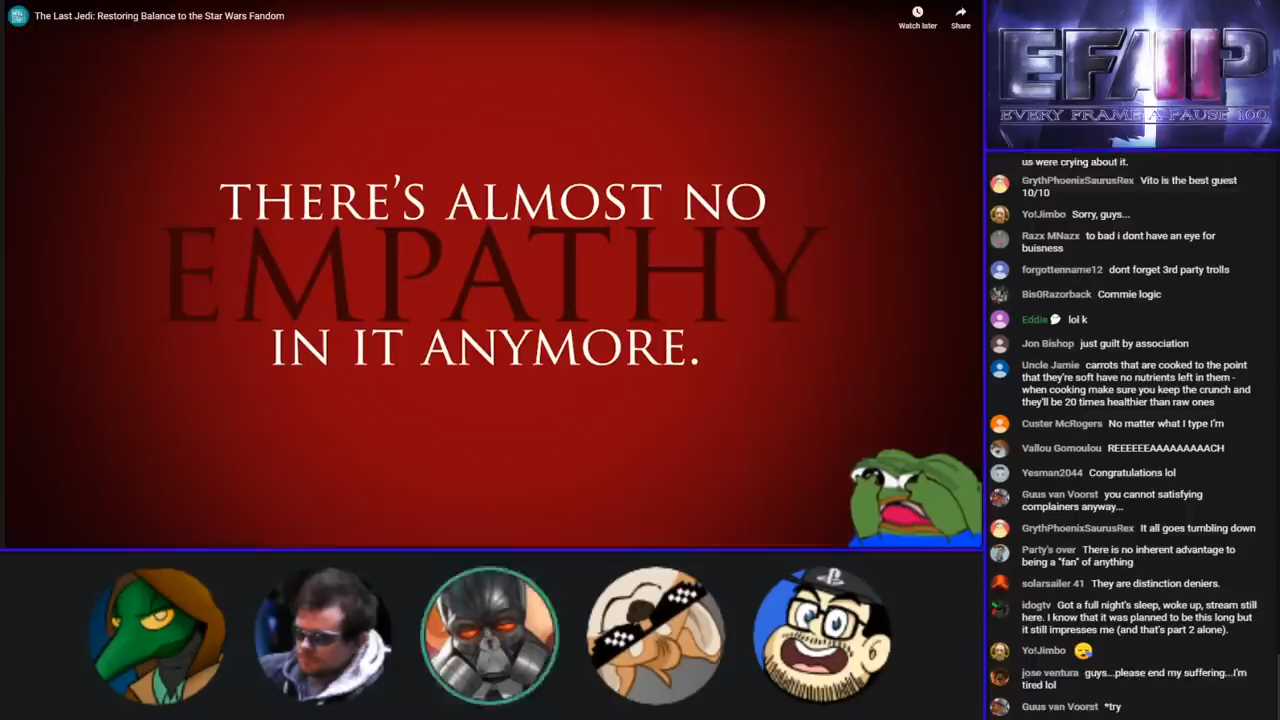 The Last Jedi: Restoring Balance to the Star Wars Fandom
Watch later
Share
THERE'S ALMOST NO
EMPATHY
IN IT ANYMORE.
EFAP
EVERY FRAME A PAUSE 100
us were crying about it.
GrythPhoenixSaurusRex Vito is the best guest
10/10
Yo!Jimbo Sorry, guys...
Razx MNazx to bad i dont have an eye for
buisness
forgottenname12 dont forget 3rd party trolls
Bis0Razorback Commie logic
Eddie lol k
Jon Bishop just guilt by association
Uncle Jamie carrots that are cooked to the point
that they're soft have no nutrients left in them -
when cooking make sure you keep the crunch and
they'll be 20 times healthier than raw ones
Custer McRogers No matter what I type I'm
Vallou Gomoulou REEEEEEAAAAAAAAACH
Yesman2044 Congratulations lol
Guus van Voorst you cannot satisfying
complainers anyway...
GrythPhoenixSaurusRex It all goes tumbling down
Party's over There is no inherent advantage to
being a "fan" of anything
solarsailer 41 They are distinction deniers.
idogtv Got a full night's sleep, woke up, stream still
here. I know that it was planned to be this long but
it still impresses me (and that's part 2 alone).
Yo!Jimbo
jose ventura guys...please end my suffering...I'm
tired lol
Guus van Voorst *try